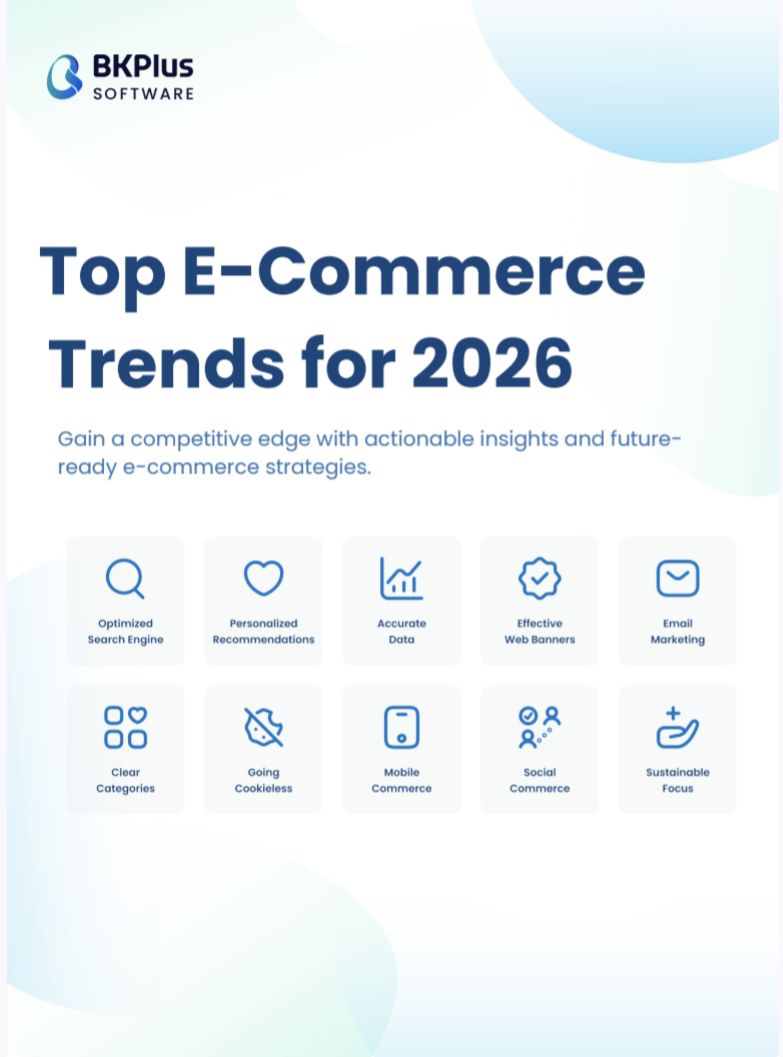 BKPlus
SOFTWARE
Top E-Commerce
Trends for 2026
Gain a competitive edge with actionable insights and future-
ready e-commerce strategies.
Optimized
Search Engine
Personalized
Recommendations
Accurate
Data
Effective
Web Banners
Email
Marketing
Clear
Categories
Going
Cookieless
Mobile
Commerce
Social
Commerce
Sustainable
Focus